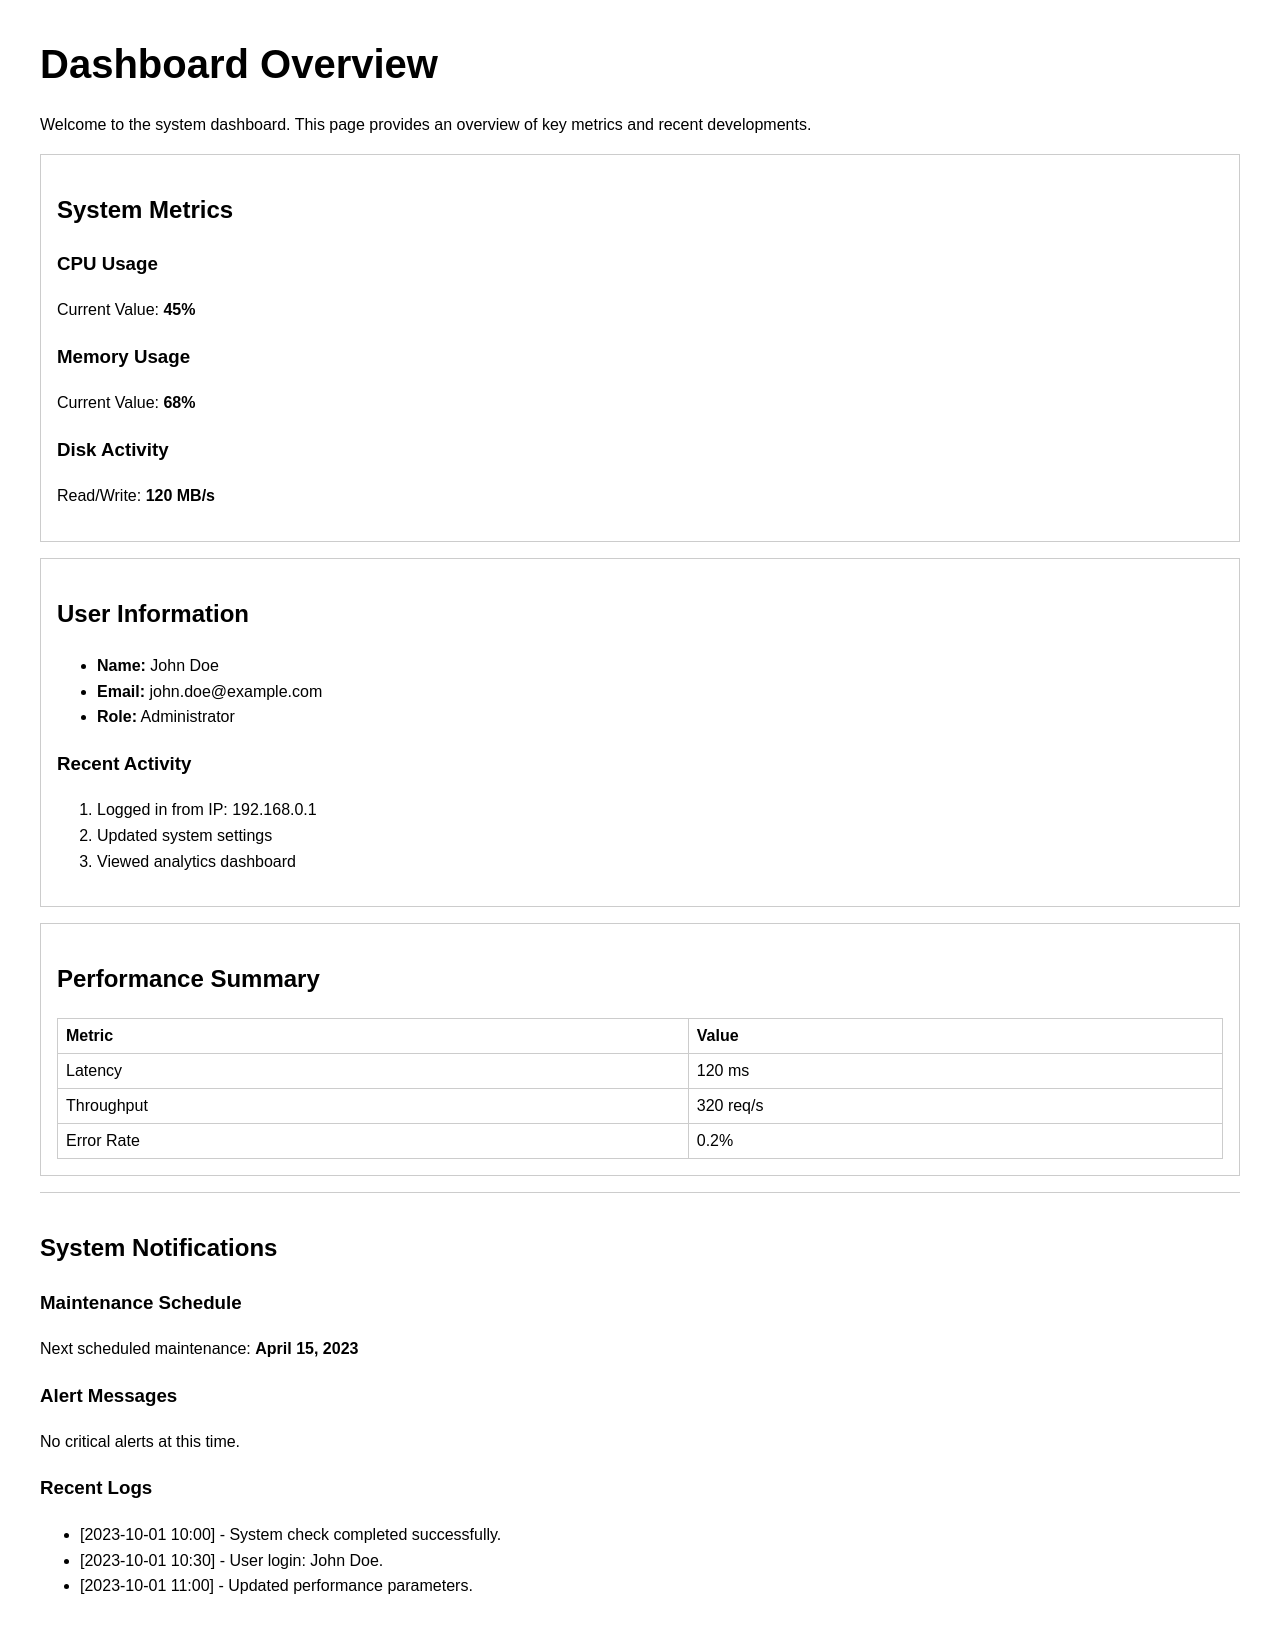 Dashboard Overview
Welcome to the system dashboard. This page provides an overview of key metrics and recent developments.
System Metrics
CPU Usage
Current Value: 45%
Memory Usage
Current Value: 68%
Disk Activity
Read/Write: 120 MB/s
User Information
• Name: John Doe
• Email: john.doe@example.com
• Role: Administrator
Recent Activity
1. Logged in from IP: 192.168.0.1
2. Updated system settings
3. Viewed analytics dashboard
Performance Summary
Metric Value
Latency 120 ms
Throughput 320 req/s
Error Rate 0.2%
System Notifications
Maintenance Schedule
Next scheduled maintenance: April 15, 2023
Alert Messages
No critical alerts at this time.
Recent Logs
• [2023-10-01 10:00] - System check completed successfully.
• [2023-10-01 10:30] - User login: John Doe.
• [2023-10-01 11:00] - Updated performance parameters.